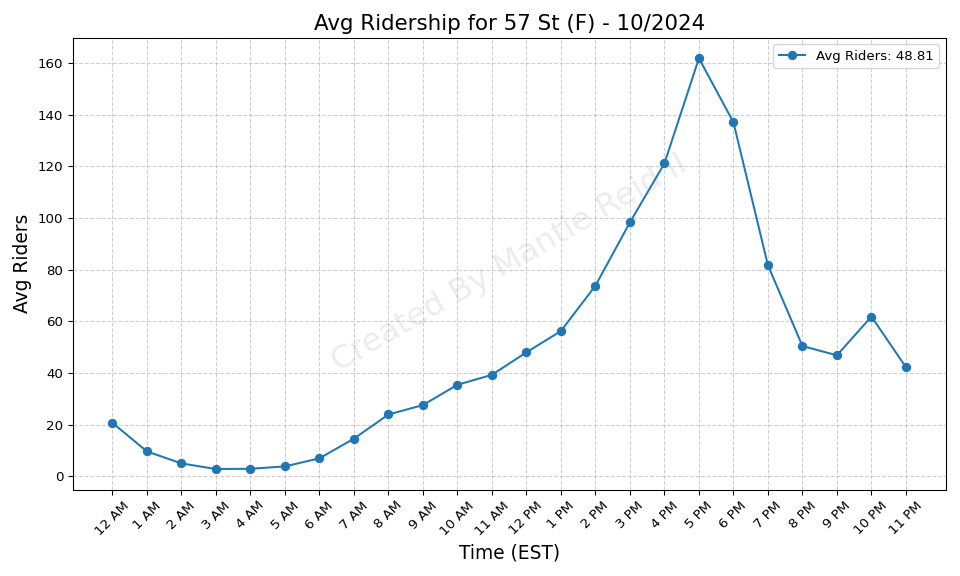 Avg Ridership for 57 St (F) - 10/2024
Avg Riders: 48.81
Avg Riders
160
140
120
100
80
60
40
20
0
12 AM
1 AM
2 AM
3 AM
4 AM
5 AM
6 AM
7 AM
8 AM
9 AM
10 AM
11 AM
12 PM
1 PM
2 PM
3 PM
4 PM
5 PM
6 PM
7 PM
8 PM
9 PM
10 PM
11 PM
Time (EST)
Created By Mantle